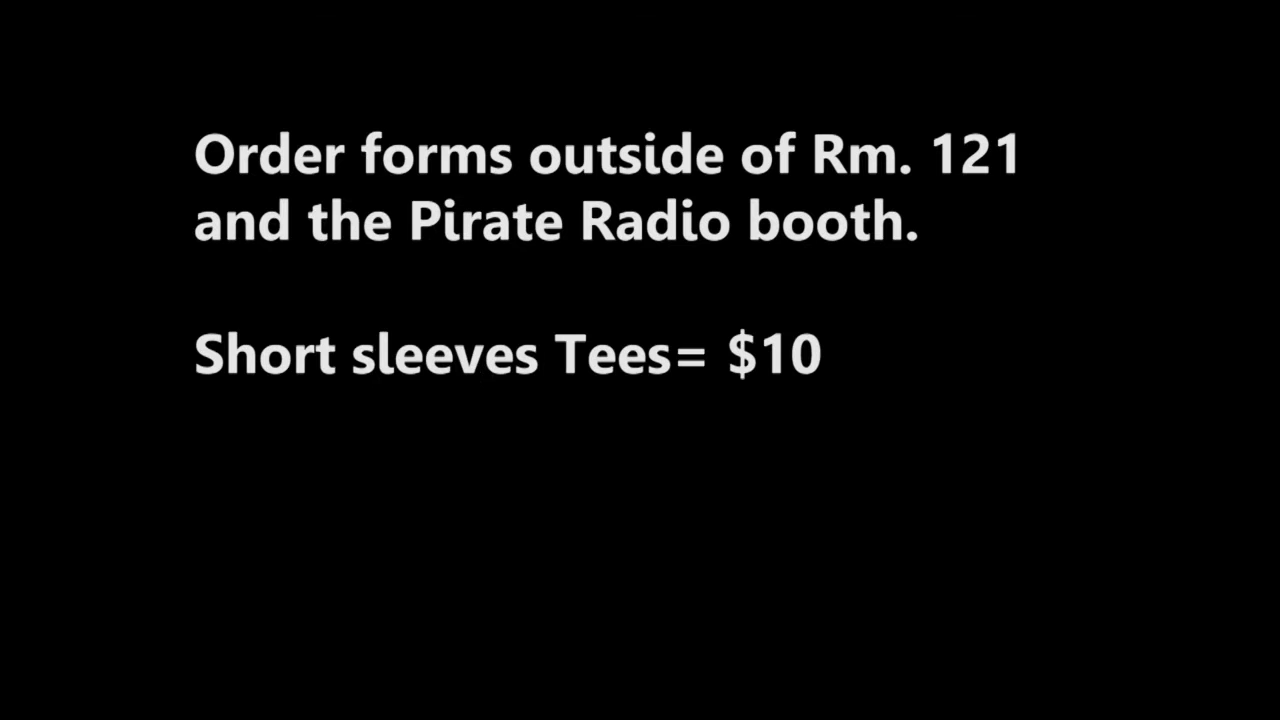 Order forms outside of Rm. 121
and the Pirate Radio booth.
Short sleeves Tees= $10